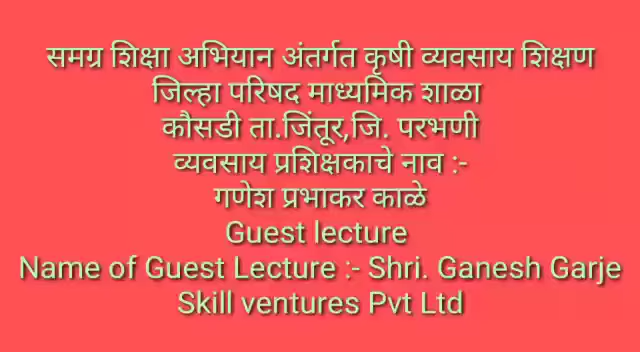 समग्र शिक्षा अभियान अंतर्गत कृषी व्यवसाय शिक्षण
जिल्हा परिषद माध्यमिक शाळा
कौसडी ता.जिंतूर,जि. परभणी
व्यवसाय प्रशिक्षकाचे नाव :-
गणेश प्रभाकर काळे
Guest lecture
Name of Guest Lecture :- Shri. Ganesh Garje
Skill ventures Pvt Ltd